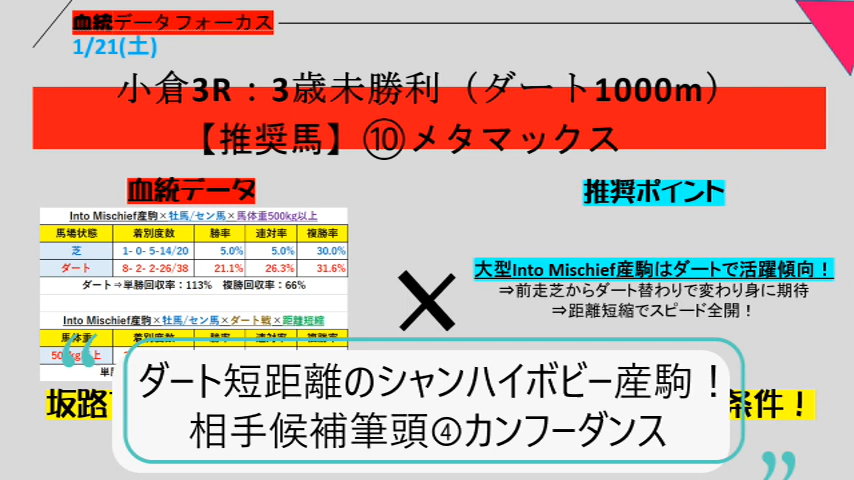 血統データフォーカス
1/21(土)
小倉3R：3歳未勝利（ダート1000m）
【推奨馬】⑩メタマックス
血統データ
推奨ポイント
Into Mischief産駒×牡馬/セン馬×馬体重500kg以上
馬場状態 着別度数 勝率 連対率 複勝率
芝 1- 0- 5-14/20 5.0% 5.0% 30.0%
ダート 8- 2- 2-26/38 21.1% 26.3% 31.6%
ダート⇒単勝回収率：113% 複勝回収率：66%
×
大型Into Mischief産駒はダートで活躍傾向！
⇒前走芝からダート替わりで変わり身に期待
⇒距離短縮でスピード全開！
Into Mischief産駒×牡馬/セン馬×ダート戦×距離短縮
馬体重 着別度数 勝率 連対率 複勝率
坂路
条件！
ダート短距離のシャンハイボビー産駒！
相手候補筆頭④カンフーダンス